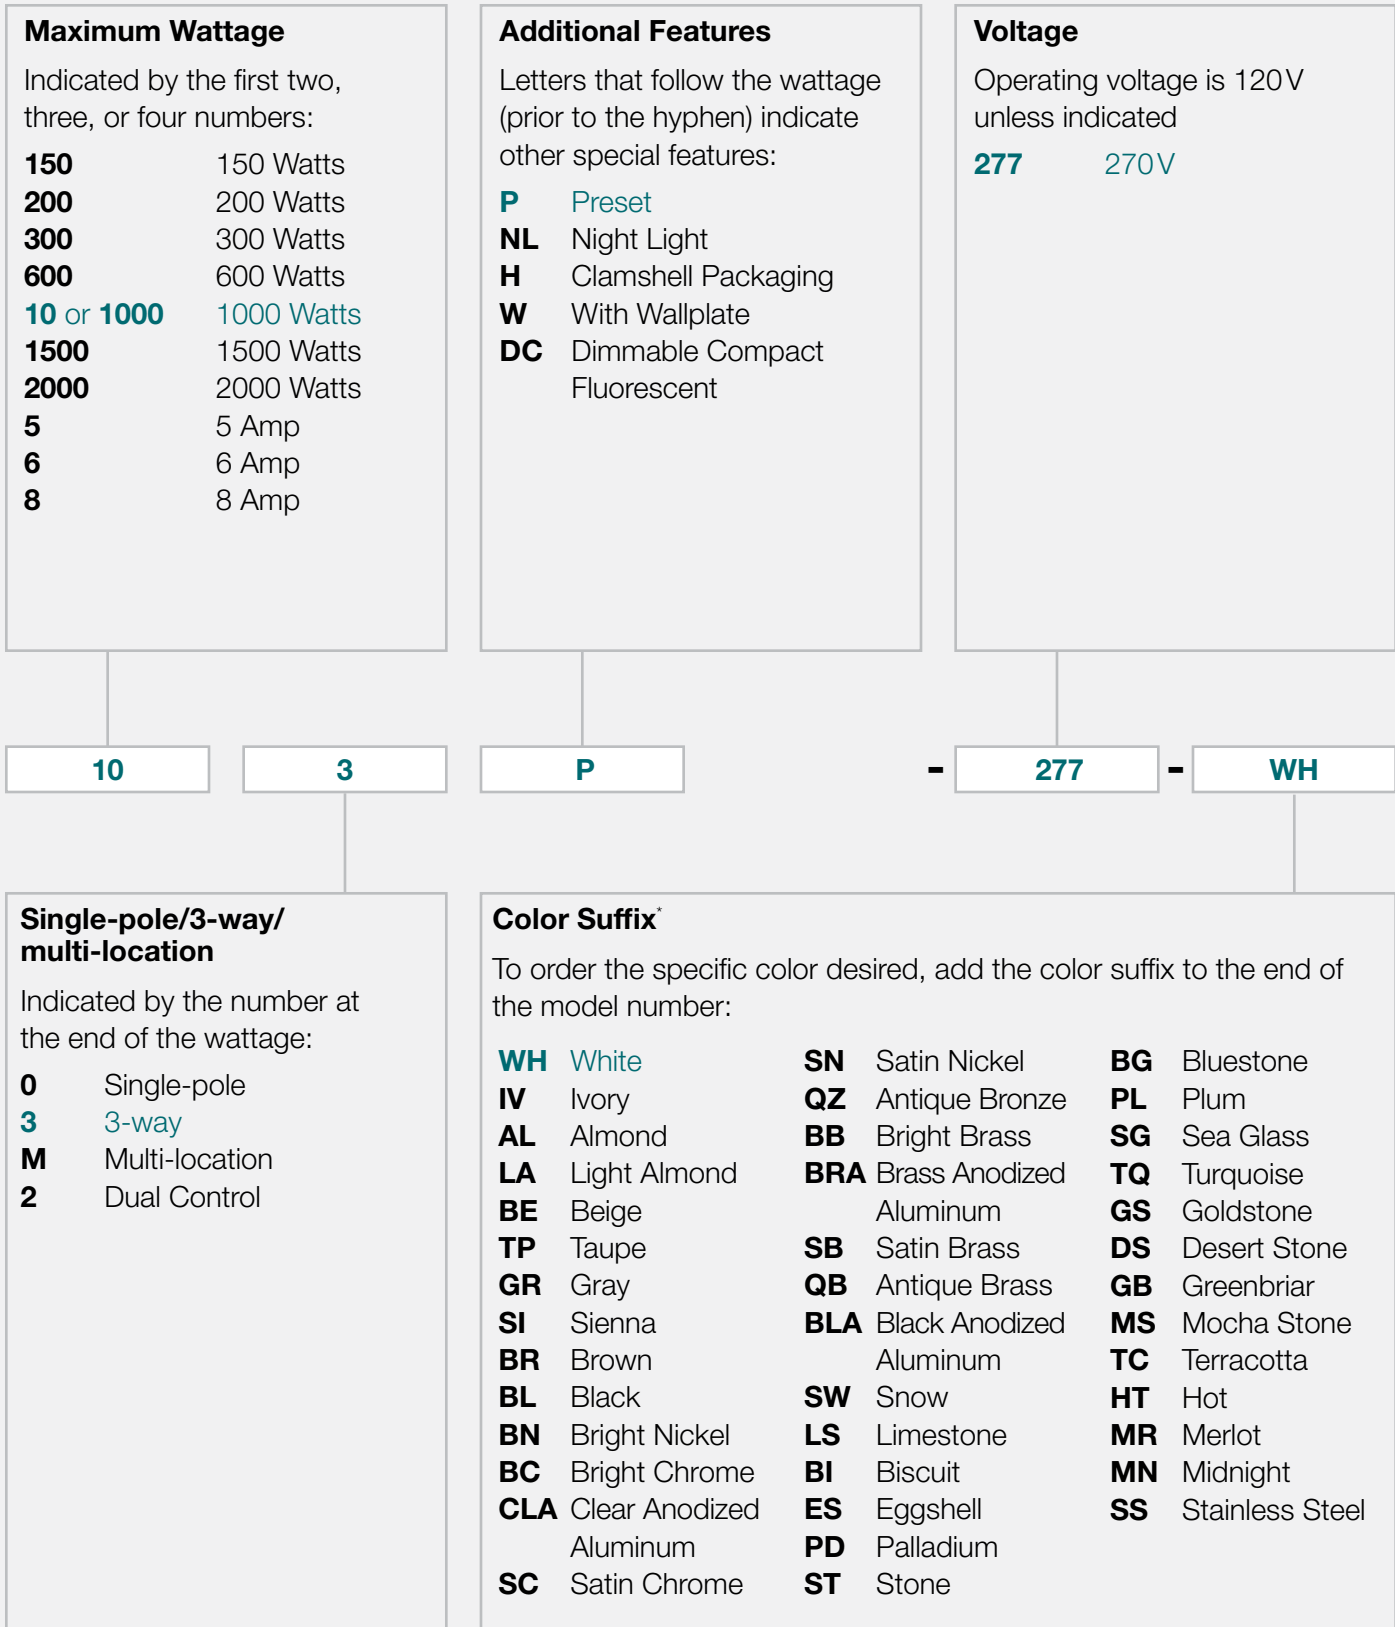 Maximum Wattage
Indicated by the first two,
three, or four numbers:
150 150 Watts
200 200 Watts
300 300 Watts
600 600 Watts
10 or 1000 1000 Watts
1500 1500 Watts
2000 2000 Watts
5 5 Amp
6 6 Amp
8 8 Amp
Additional Features
Letters that follow the wattage
(prior to the hyphen) indicate
other special features:
P Preset
NL Night Light
H Clamshell Packaging
W With Wallplate
DC Dimmable Compact
Fluorescent
Voltage
Operating voltage is 120 V
unless indicated
277 270 V
10 3 P - 277 - WH
Single-pole/3-way/
multi-location
Indicated by the number at
the end of the wattage:
0 Single-pole
3 3-way
M Multi-location
2 Dual Control
Color Suffix*
To order the specific color desired, add the color suffix to the end of
the model number:
WH White
IV Ivory
AL Almond
LA Light Almond
BE Beige
TP Taupe
GR Gray
SI Sienna
BR Brown
BL Black
BN Bright Nickel
BC Bright Chrome
CLA Clear Anodized
Aluminum
SC Satin Chrome
SN Satin Nickel
QZ Antique Bronze
BB Bright Brass
BRA Brass Anodized
Aluminum
SB Satin Brass
QB Antique Brass
BLA Black Anodized
Aluminum
SW Snow
LS Limestone
BI Biscuit
ES Eggshell
PD Palladium
ST Stone
BG Bluestone
PL Plum
SG Sea Glass
TQ Turquoise
GS Goldstone
DS Desert Stone
GB Greenbriar
MS Mocha Stone
TC Terracotta
HT Hot
MR Merlot
MN Midnight
SS Stainless Steel